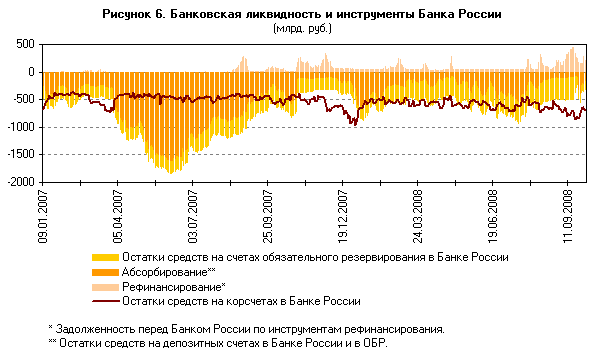 Рисунок 6. Банковская ликвидность и инструменты Банка России
(млрд. руб.)
500
0
-500
-1000
-1500
-2000
09.01.2007
05.04.2007
03.07.2007
25.09.2007
19.12.2007
24.03.2008
19.06.2008
11.09.2008
Остатки средств на счетах обязательного резервирования в Банке России
Абсорбирование**
Рефинансирование*
Остатки средств на корсчетах в Банке России
* Задолженность перед Банком России по инструментам рефинансирования.
** Остатки средств на депозитных счетах в Банке России и в ОБР.